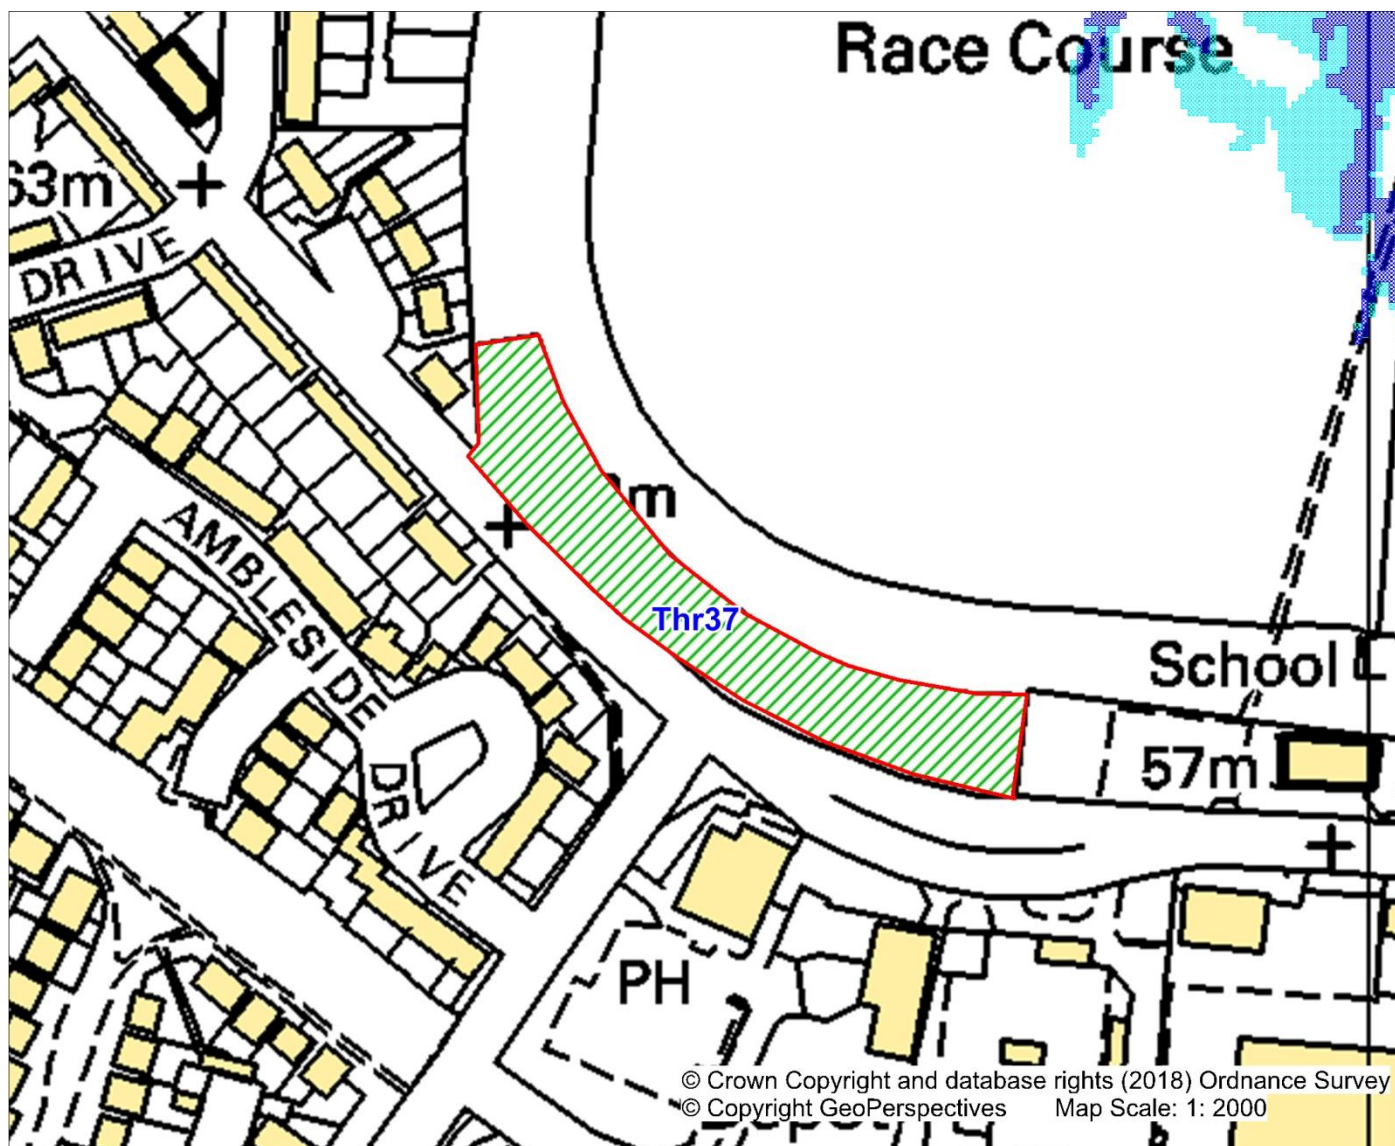 Race Course
63m
DRIVE
AMBLESIDE
DRIVE
Thr37
School
57m
PH
© Crown Copyright and database rights (2018) Ordnance Survey
© Copyright GeoPerspectives Map Scale: 1: 2000